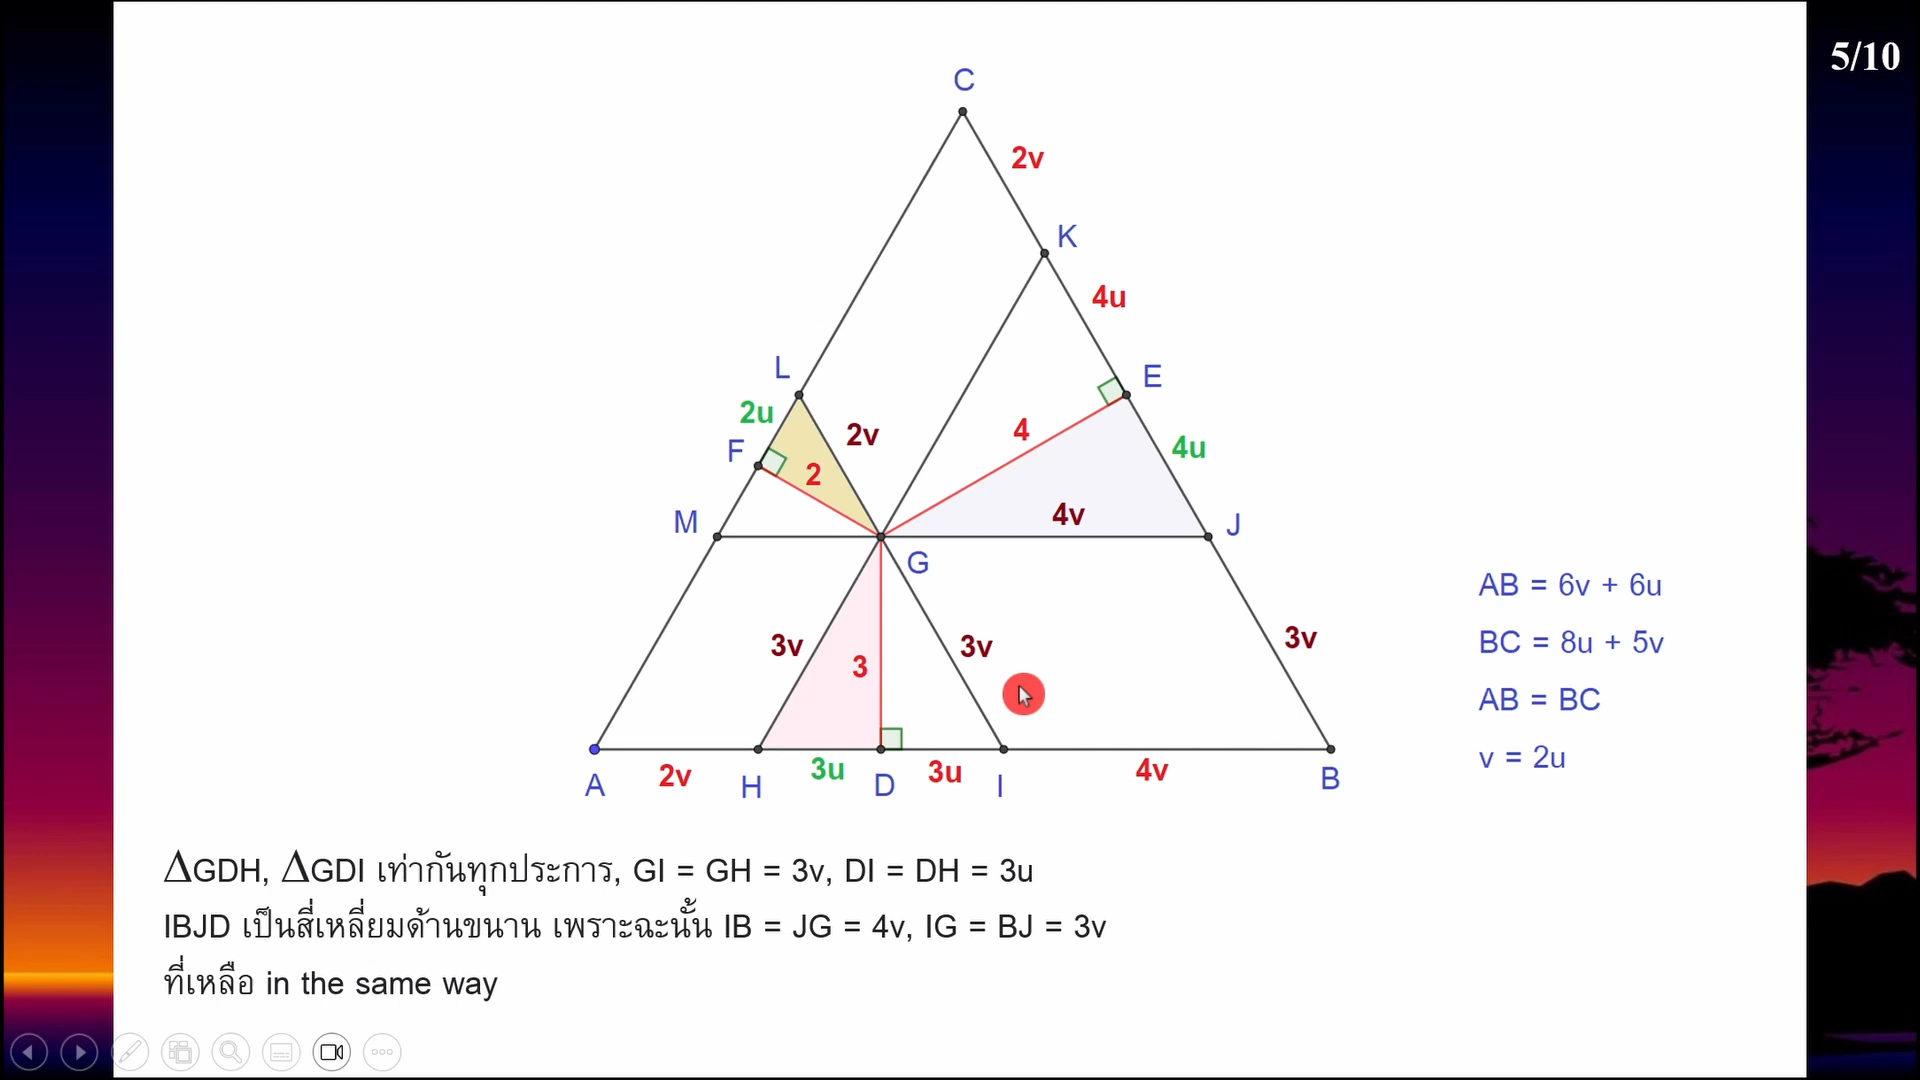 5/10
C
2v
K
4u
L
E
2u
2v
4
4u
F
2
M
4v
J
G
3v
3
3v
3v
A
2v
H
3u
D
3u
I
4v
B
AB = 6v + 6u
BC = 8u + 5v
AB = BC
v = 2u
ΔGDH, ΔGDI เท่ากันทุกประการ, GI = GH = 3v, DI = DH = 3u
IBJD เป็นสี่เหลี่ยมด้านขนาน เพราะฉะนั้น IB = JG = 4v, IG = BJ = 3v
ที่เหลือ in the same way